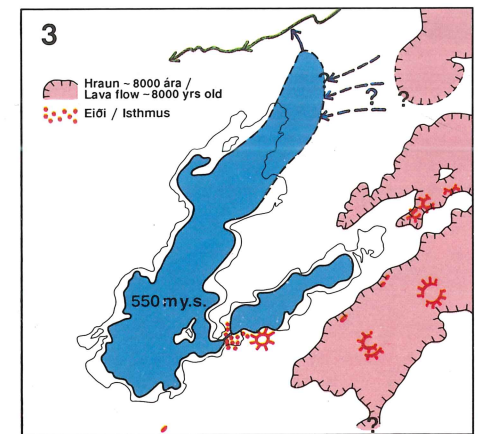 3
Hraun ~ 8000 ára /
Lava flow ~8000 yrs old
Eiði / Isthmus
?
?
?
550 m y.s.
?